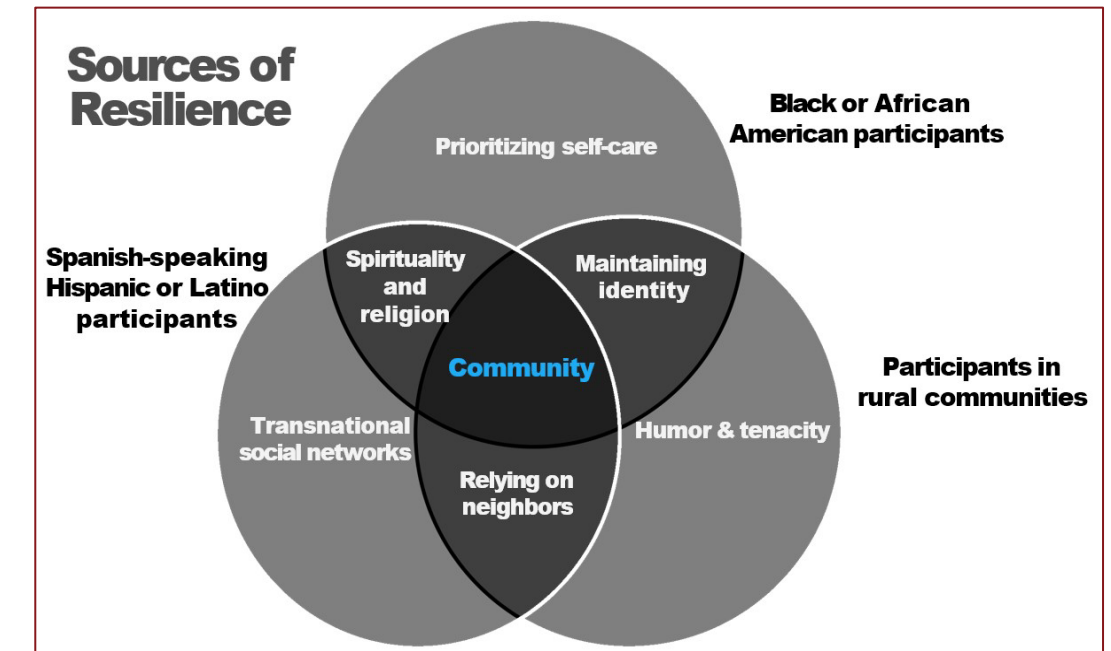 Sources of
Resilience
Prioritizing self-care
Black or African
American participants
Spanish-speaking
Hispanic or Latino
participants
Spirituality
and
religion
Maintaining
identity
Community
Participants in
rural communities
Transnational
social networks
Humor & tenacity
Relying on
neighbors